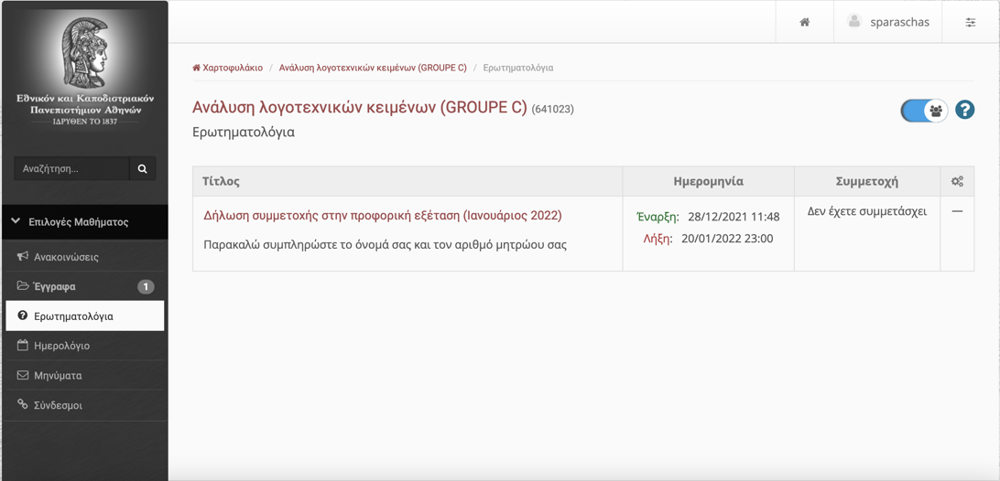 Εθνικόν και Καποδιστριακόν
Πανεπιστήμιον Αθηνών
ΙΔΡΥΘΕΝ ΤΟ 1837
Αναζήτηση...
Επιλογές Μαθήματος
Ανακοινώσεις
Έγγραφα 1
Ερωτηματολόγια
Ημερολόγιο
Μηνύματα
Σύνδεσμοι
sparaschas
Χαρτοφυλάκιο / Ανάλυση λογοτεχνικών κειμένων (GROUPE C) / Ερωτηματολόγια
Ανάλυση λογοτεχνικών κειμένων (GROUPE C) (641023)
Ερωτηματολόγια
?
Τίτλος Ημερομηνία Συμμετοχή
Δήλωση συμμετοχής στην προφορική εξέταση (Ιανουάριος 2022)
Παρακαλώ συμπληρώστε το όνομά σας και τον αριθμό μητρώου σας
Έναρξη: 28/12/2021 11:48
Λήξη: 20/01/2022 23:00
Δεν έχετε συμμετάσχει —